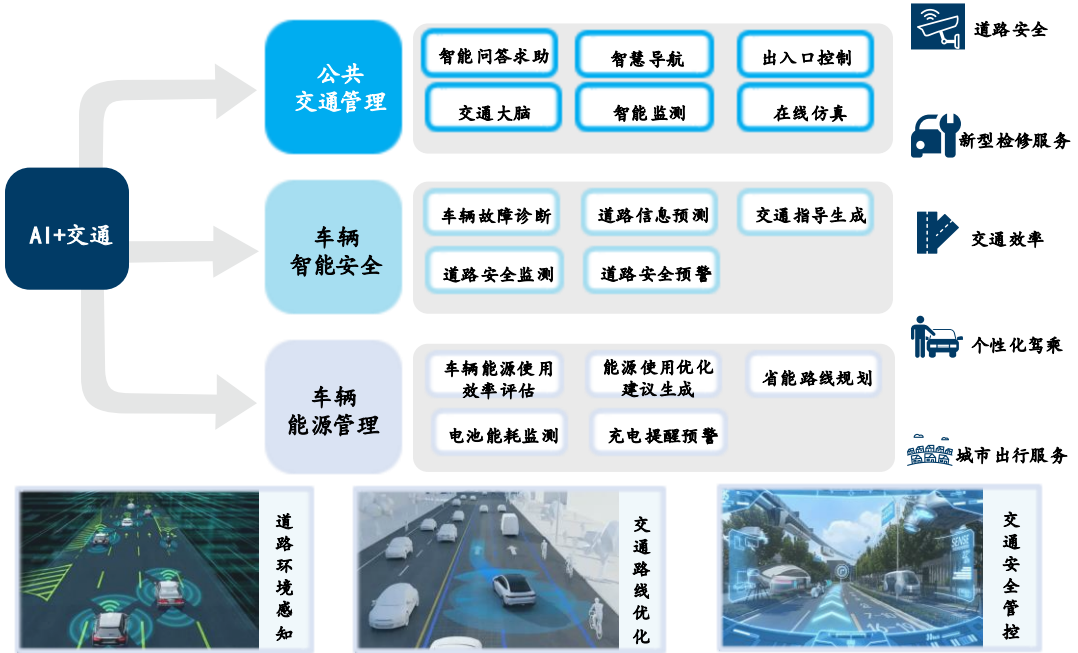 AI+交通
公共
交通管理
智能问答求助
智慧导航
出入口控制
交通大脑
智能监测
在线仿真
车辆
智能安全
车辆故障诊断
道路信息预测
交通指导生成
道路安全监测
道路安全预警
车辆
能源管理
车辆能源使用
效率评估
能源使用优化
建议生成
省能路线规划
电池能耗监测
充电提醒预警
道路安全
新型检修服务
交通效率
个性化驾乘
城市出行服务
道路环境感知
交通路线优化
交通安全管控
SENSE